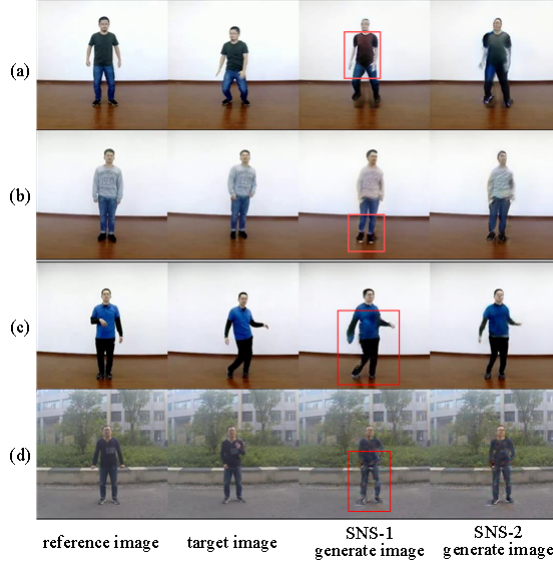 (a)
(b)
(c)
(d)
reference image
target image
SNS-1
generate image
SNS-2
generate image